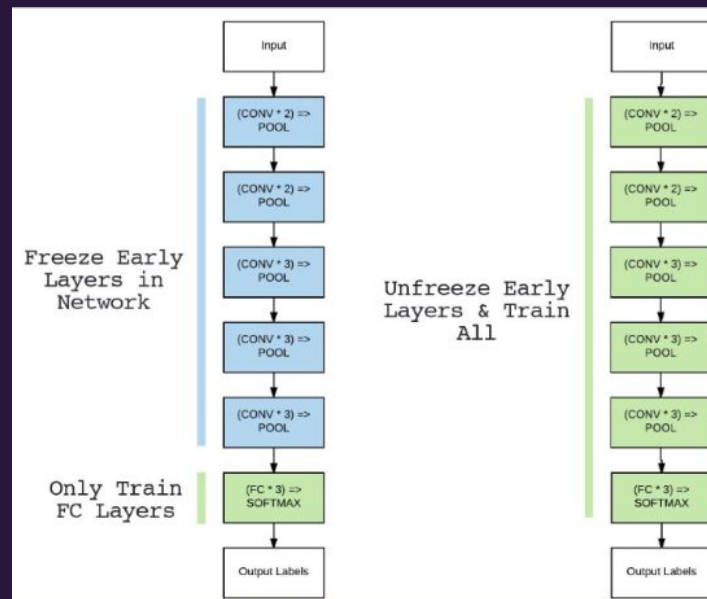 Input
(CONV * 2) =>
POOL
(CONV * 2) =>
POOL
(CONV * 3) =>
POOL
(CONV * 3) =>
POOL
(CONV * 3) =>
POOL
(FC * 3) =>
SOFTMAX
Output Labels
Freeze Early
Layers in
Network
Only Train
FC Layers
Input
(CONV * 2) =>
POOL
(CONV * 2) =>
POOL
(CONV * 3) =>
POOL
(CONV * 3) =>
POOL
(CONV * 3) =>
POOL
(FC * 3) =>
SOFTMAX
Output Labels
Unfreeze Early
Layers & Train
All